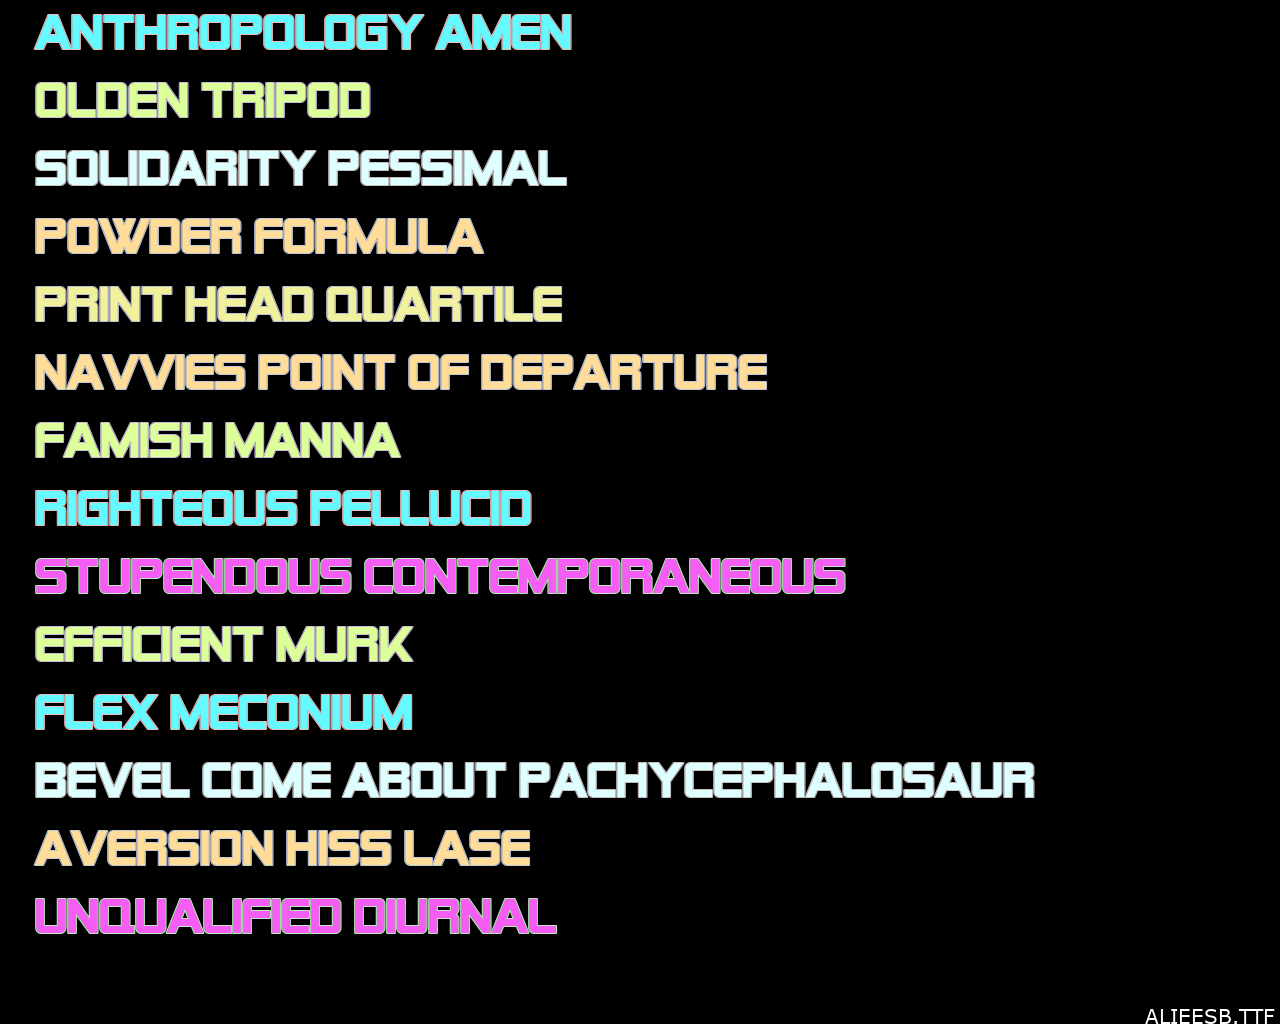 ANTHROPOLOGY AMEN
OLDEN TRIPOD
SOLIDARITY PESSIMAL
POWDER FORMULA
PRINT HEAD QUARTILE
NAVVIES POINT OF DEPARTURE
FAMISH MANNA
RIGHTEOUS PELLUCID
STUPENDOUS CONTEMPORANEOUS
EFFICIENT MURK
FLEX MECONIUM
BEVEL COME ABOUT PACHYCEPHALOSAUR
AVERSION HISS LASE
UNQUALIFIED DIURNAL
ALIEESB.TTF